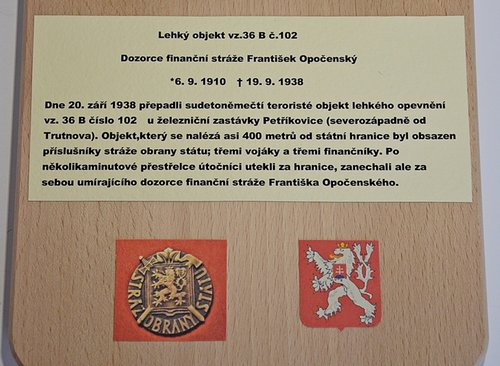 Lehký objekt vz.36 B č.102
Dozorce finanční stráže František Opočenský
*6. 9. 1910 † 19. 9. 1938
Dne 20. září 1938 přepadli sudetoněmečtí teroristé objekt lehkého opevnění
vz. 36 B číslo 102 u železniční zastávky Petříkovice (severozápadně od
Trutnova). Objekt,který se nalézá asi 400 metrů od státní hranice byl obsazen
příslušníky stráže obrany státu; třemi vojáky a třemi finančníky. Po
několikaminutové přestřelce útočníci utekli za hranice, zanechali ale za
sebou umírajícího dozorce finanční stráže Františka Opočenského.
STRÁŽ OBRANY STÁTU